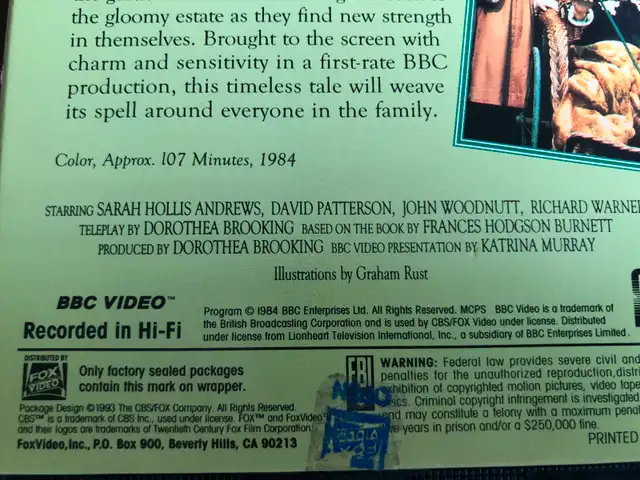 the gloomy estate as they find new strength
in themselves. Brought to the screen with
charm and sensitivity in a first-rate BBC
production, this timeless tale will weave
its spell around everyone in the family.
Color, Approx. 107 Minutes, 1984
STARRING SARAH HOLLIS ANDREWS, DAVID PATTERSON, JOHN WOODNUTT, RICHARD WARNER
TELEPLAY BY DOROTHEA BROOKING BASED ON THE BOOK BY FRANCES HODGSON BURNETT
PRODUCED BY DOROTHEA BROOKING BBC VIDEO PRESENTATION BY KATRINA MURRAY
Illustrations by Graham Rust
BBC VIDEO™
Recorded in Hi-Fi
Program © 1984 BBC Enterprises Ltd. All Rights Reserved. MCPS BBC Video is a trademark of
the British Broadcasting Corporation and is used by CBS/FOX Video under license. Distributed
under license from Lionheart Television International, Inc., a subsidiary of BBC Enterprises Limited.
DISTRIBUTED BY
FOX
VIDEO
Only factory sealed packages
contain this mark on wrapper.
Package Design © 1993 The CBS/FOX Company. All Rights Reserved.
CBS™ is a trademark of CBS Inc., used under license. FOX™ and FoxVideo
and their logos are trademarks of Twentieth Century Fox Film Corporation.
FoxVideo, Inc., P.O. Box 900, Beverly Hills, CA 90213
FBI
WARNING: Federal law provides severe civil and
penalties for the unauthorized reproduction, distri
exhibition of copyrighted motion pictures, video tape
scs. Criminal copyright infringement is investigated
and may constitute a felony with a maximum pena
years in prison and/or a $250,000 fine.
PRINTED